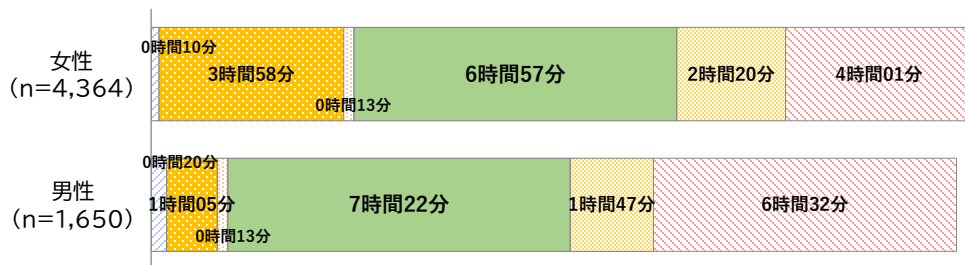 女性
（n=4,364）
0時間10分
3時間58分
0時間13分
6時間57分
2時間20分
4時間01分
男性
（n=1,650）
0時間20分
1時間05分
0時間13分
7時間22分
1時間47分
6時間32分